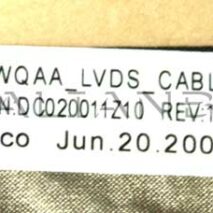 WQAA_LVDS_CABL
N:DC020011Z10 REV:1
co Jun.20.200